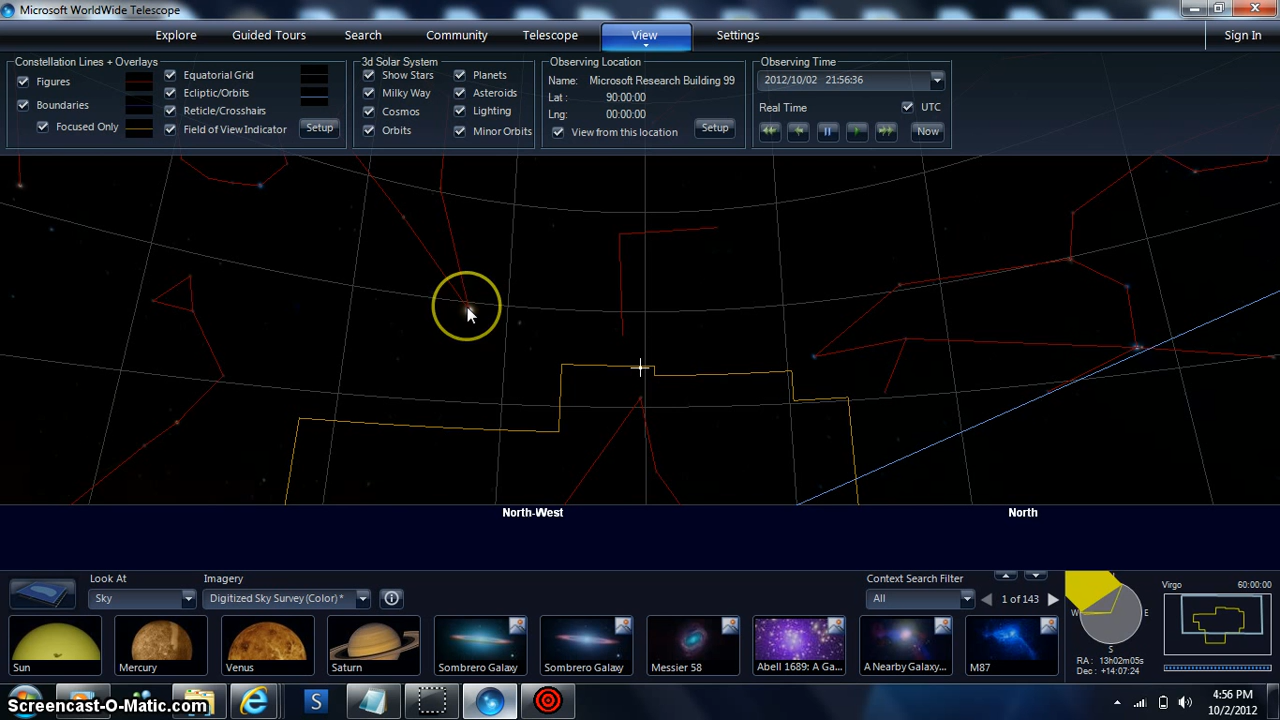 Microsoft WorldWide Telescope
Explore Guided Tours Search Community Telescope View Settings Sign In
Constellation Lines + Overlays 3d Solar System Observing Location Observing Time
Figures Equatorial Grid Show Stars Planets Name: Microsoft Research Building 99 2012/10/02 21:56:36
Boundaries Ecliptic/Orbits Milky Way Asteroids Lat : 90:00:00 Real Time UTC
Reticle/Crosshairs Cosmos Lighting Lng: 00:00:00
Focused Only Field of View Indicator Setup Orbits Minor Orbits View from this location Setup Now
North-West North
Look At Imagery Context Search Filter Virgo 60:00:00
Sky Digitized Sky Survey (Color) * All 1 of 143
W E
S
Sun Mercury Venus Saturn Sombrero Galaxy Sombrero Galaxy Messier 58 Abell 1689: A Ga... A Nearby Galaxy... M87
RA : 13h02m05s
Dec : +14:07:24
S
4:56 PM
10/2/2012
Screencast-O-Matic.com